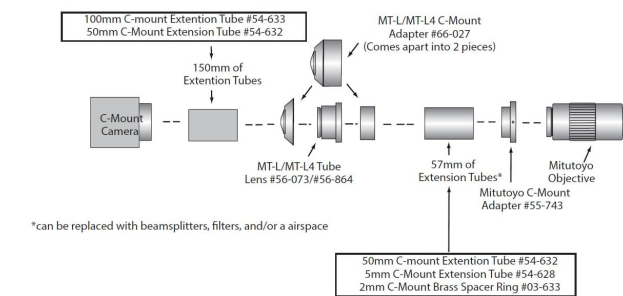 100mm C-mount Extention Tube #54-633
50mm C-Mount Extension Tube #54-632
MT-L/MT-L4 C-Mount
Adapter #66-027
(Comes apart into 2 pieces)
150mm of
Extention Tubes
C-Mount
Camera
MT-L/MT-L4 Tube
Lens #56-073/#56-864
57mm of
Extension Tubes*
Mitutoyo
Objective
Mitutoyo C-Mount
Adapter #55-743
*can be replaced with beamsplitters, filters, and/or a airspace
50mm C-mount Extention Tube #54-632
5mm C-Mount Extension Tube #54-628
2mm C-Mount Brass Spacer Ring #03-633